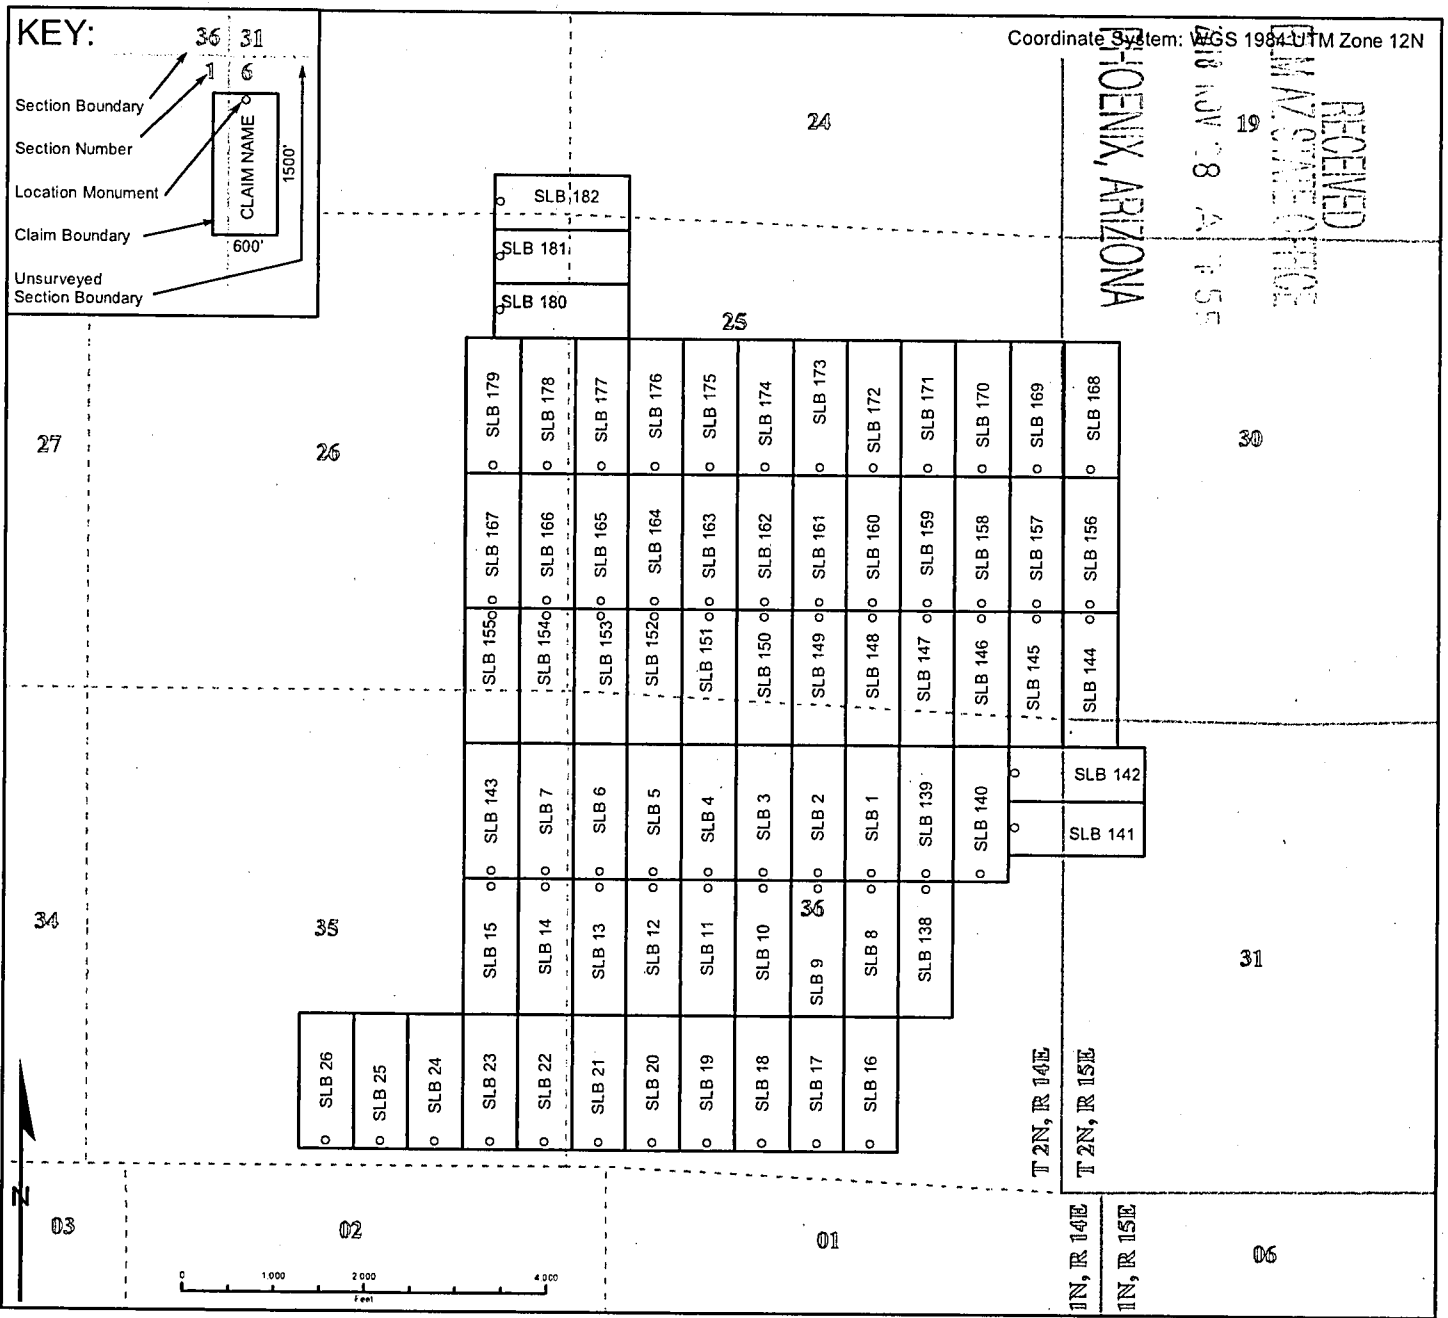 KEY:
36 31
1 6
Section Boundary
Section Number
Location Monument
Claim Boundary
Unsurveyed
Section Boundary
CLAIM NAME
1500'
600'
Coordinate System: WGS 1984 UTM Zone 12N
RECEIVED
PHOENIX, ARIZONA
24
19
SLB 182
SLB 181
SLB 180
25
27
26
30
SLB 179
SLB 178
SLB 177
SLB 176
SLB 175
SLB 174
SLB 173
SLB 172
SLB 171
SLB 170
SLB 169
SLB 168
SLB 167
SLB 166
SLB 165
SLB 164
SLB 163
SLB 162
SLB 161
SLB 160
SLB 159
SLB 158
SLB 157
SLB 156
SLB 155
SLB 154
SLB 153
SLB 152
SLB 151
SLB 150
SLB 149
SLB 148
SLB 147
SLB 146
SLB 145
SLB 144
SLB 143
SLB 7
SLB 6
SLB 5
SLB 4
SLB 3
SLB 2
SLB 1
SLB 139
SLB 140
SLB 142
SLB 141
34
35
36
31
SLB 15
SLB 14
SLB 13
SLB 12
SLB 11
SLB 10
SLB 9
SLB 8
SLB 138
SLB 26
SLB 25
SLB 24
SLB 23
SLB 22
SLB 21
SLB 20
SLB 19
SLB 18
SLB 17
SLB 16
T 2N, R 14E
T 2N, R 15E
N
03
02
01
06
1N, R 14E
1N, R 15E
0 1,000 2,000 4,000
Feet